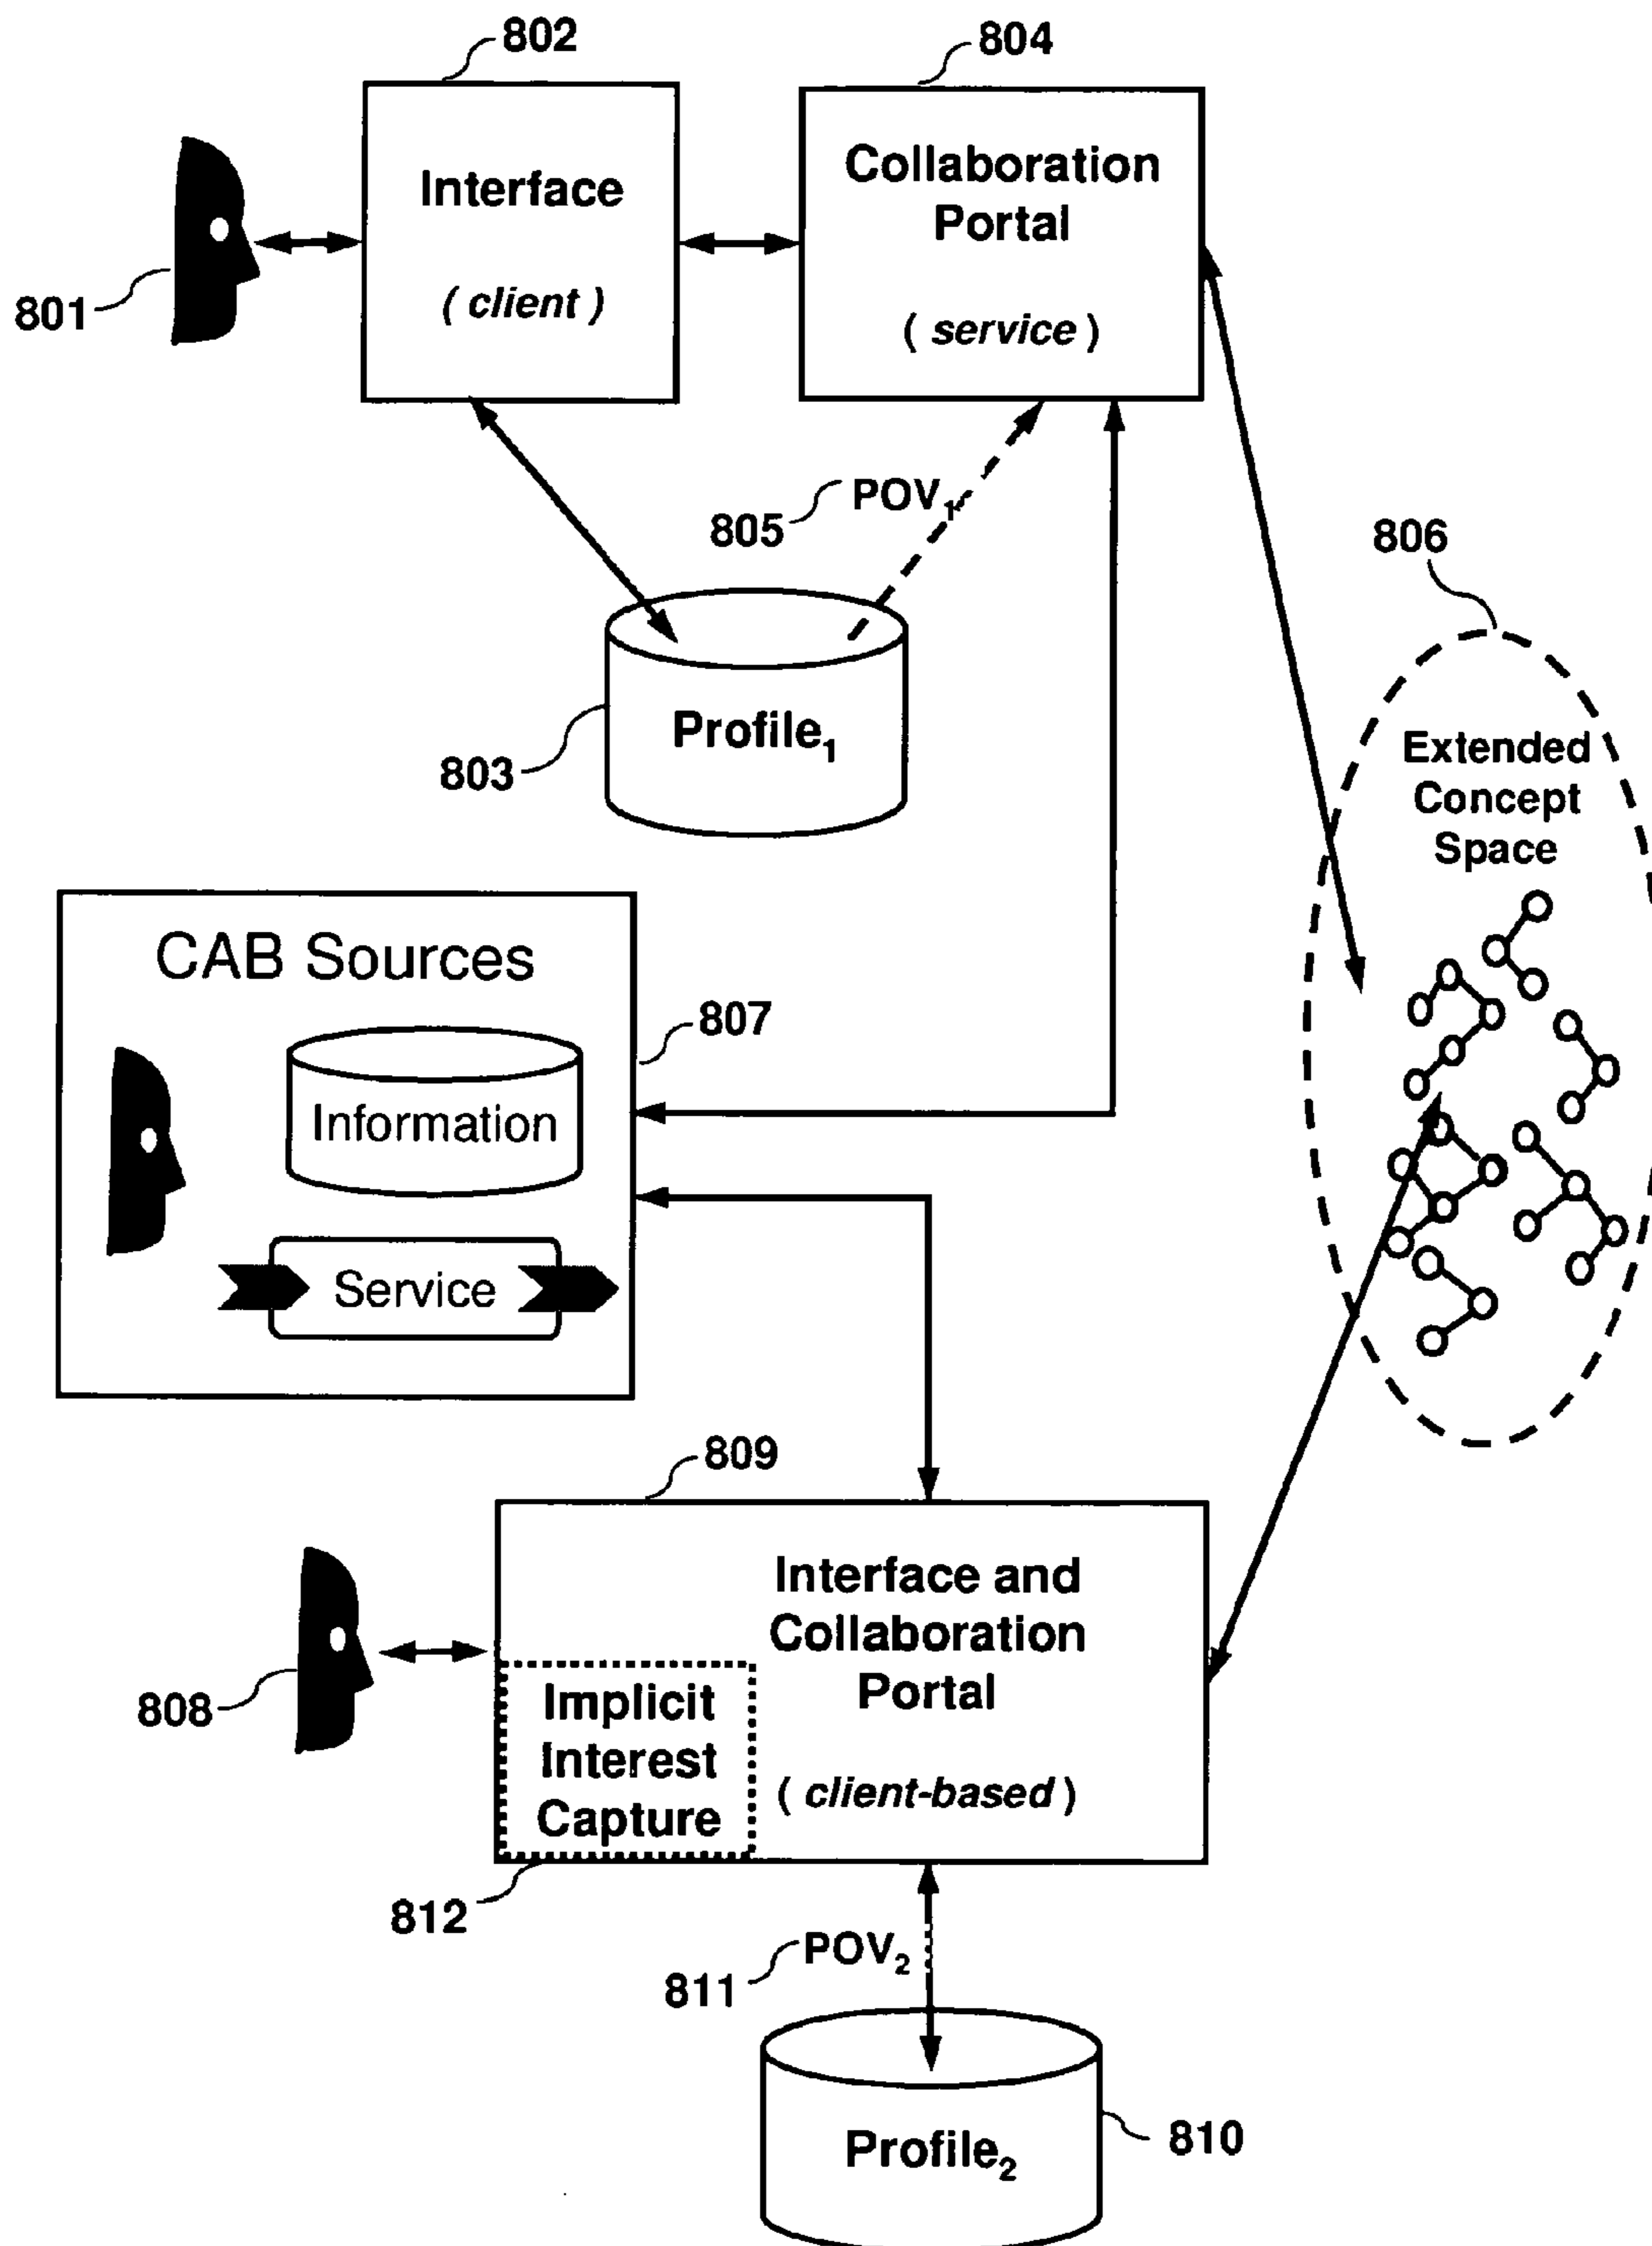 802
804
Interface
( client )
Collaboration
Portal
( service )
801
805
POV1
806
803
Profile1
Extended
Concept
Space
CAB Sources
807
Information
Service
809
Interface and
Collaboration
Portal
( client-based )
808
Implicit
Interest
Capture
812
811
POV2
Profile2
810